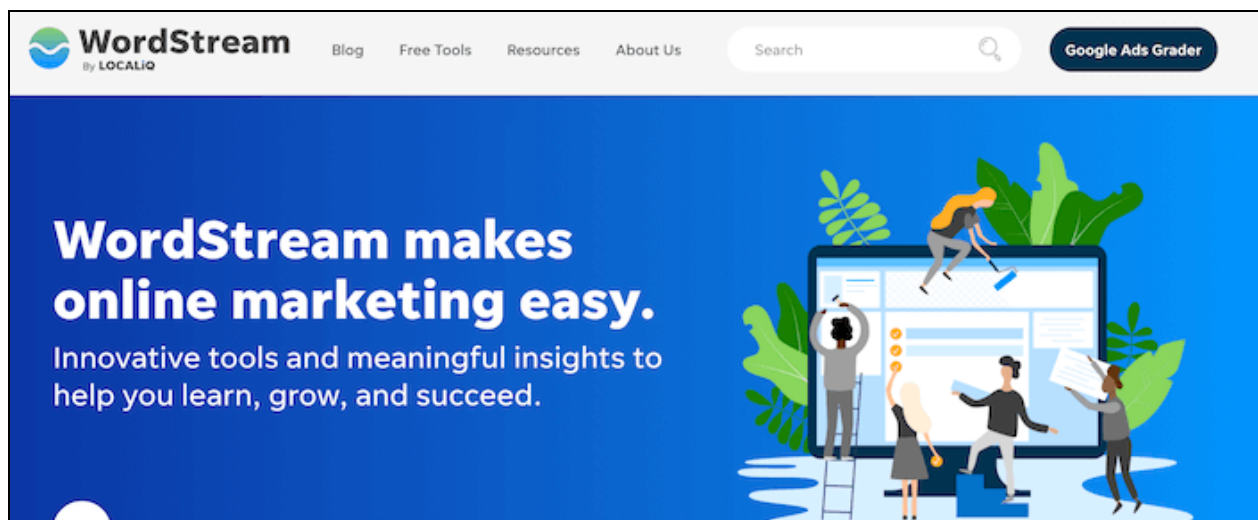 WordStream
By LOCALiQ
Blog
Free Tools
Resources
About Us
Search
Google Ads Grader
WordStream makes
online marketing easy.
Innovative tools and meaningful insights to
help you learn, grow, and succeed.